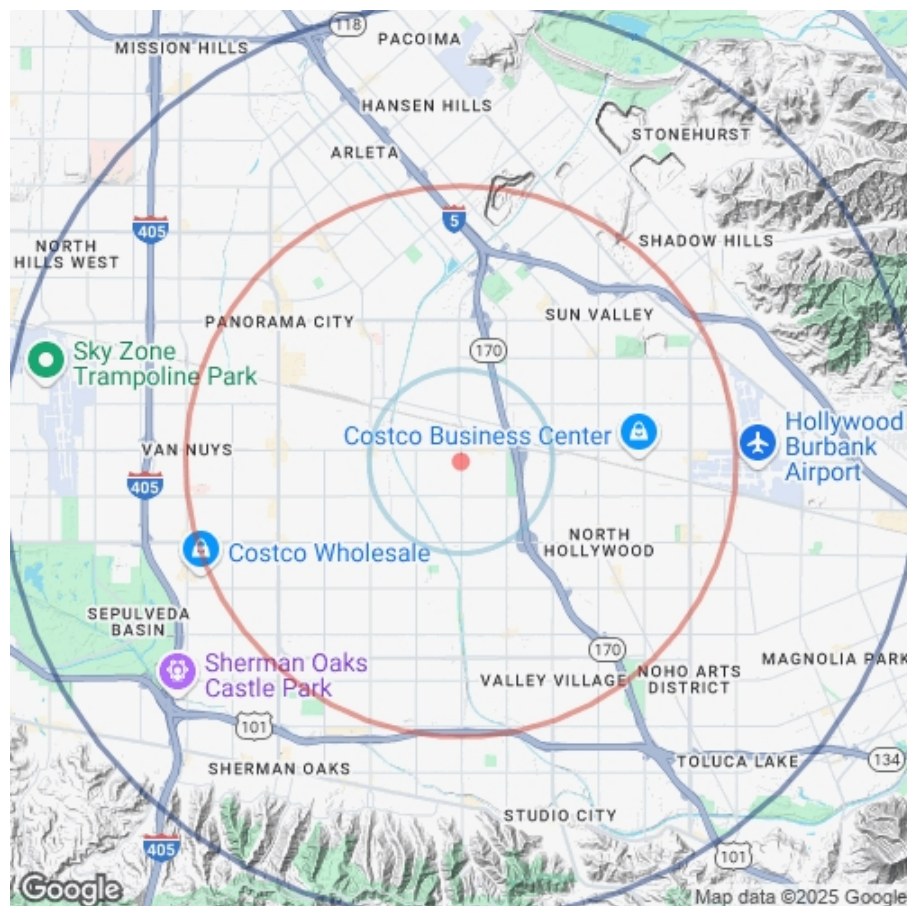 118
MISSION HILLS
PACOIMA
HANSEN HILLS
STONEHURST
ARLETA
405
5
NORTH
HILLS WEST
SHADOW HILLS
PANORAMA CITY
SUN VALLEY
Sky Zone
Trampoline Park
170
Costco Business Center
Hollywood
Burbank
Airport
VAN NUYS
405
Costco Wholesale
NORTH
HOLLYWOOD
SEPULVEDA
BASIN
Sherman Oaks
Castle Park
170
VALLEY VILLAGE
NOHO ARTS
DISTRICT
MAGNOLIA PARK
101
SHERMAN OAKS
TOLUCA LAKE
134
STUDIO CITY
405
101
Google
Map data ©2025 Google